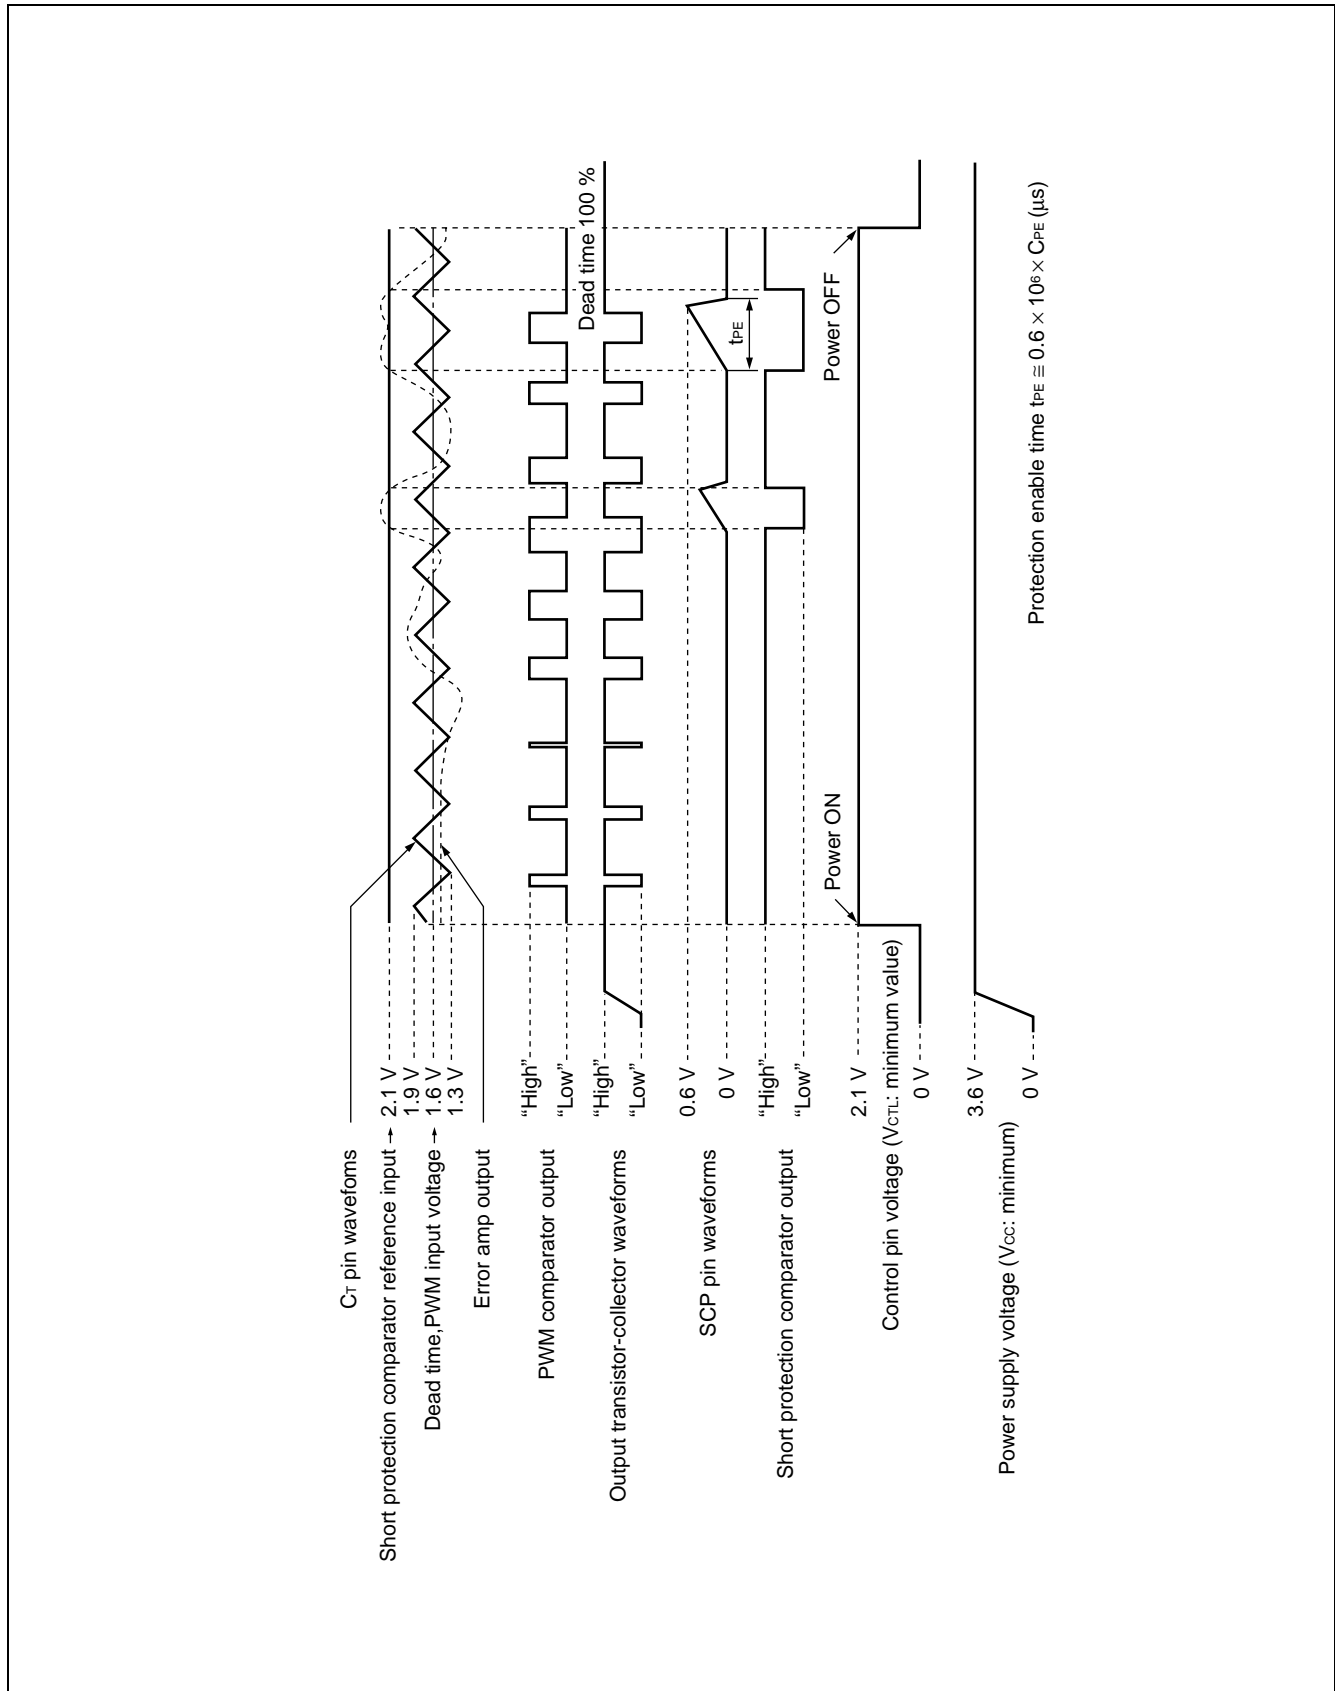 CT pin wavefoms
Short protection comparator reference input
2.1 V
1.9 V
Dead time,PWM input voltage
1.6 V
1.3 V
Error amp output
PWM comparator output
“High”
“Low”
Output transistor-collector waveforms
“High”
“Low”
Dead time 100 %
SCP pin waveforms
0.6 V
0 V
tPE
Short protection comparator output
“High”
“Low”
Power ON
Power OFF
2.1 V
Control pin voltage (VCTL: minimum value)
0 V
3.6 V
Power supply voltage (VCC: minimum)
0 V
Protection enable time tPE ≅ 0.6 × 10⁶ × CPE (μs)